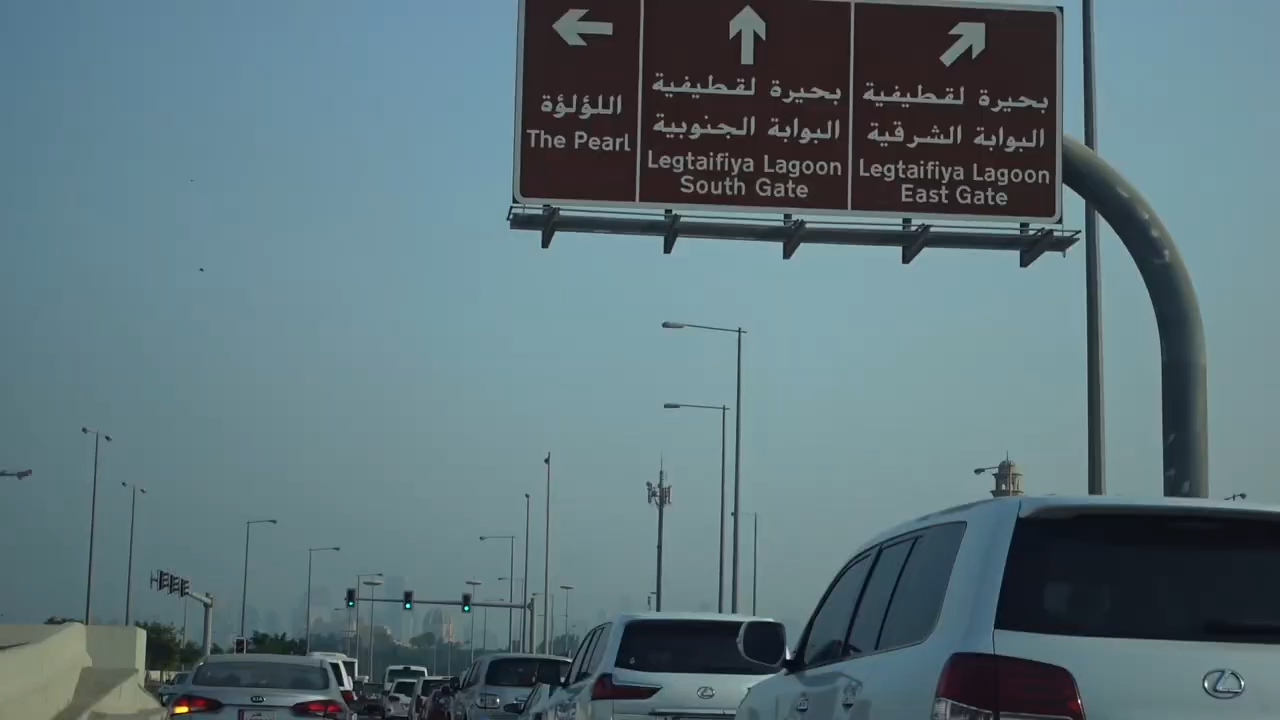 اللؤلؤة
The Pearl
بحيرة لقطيفية
البوابة الجنوبية
Legtaifiya Lagoon
South Gate
بحيرة لقطيفية
البوابة الشرقية
Legtaifiya Lagoon
East Gate
KIA